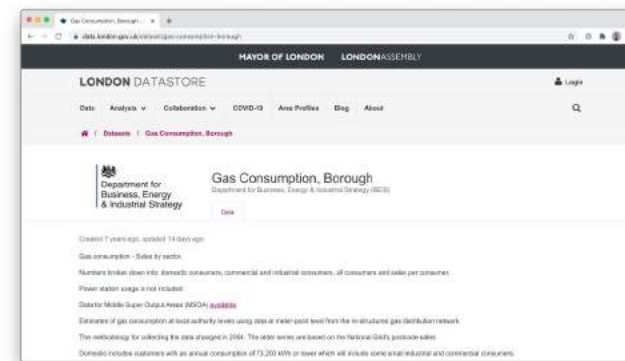 Gas Consumption, Borough - ...
data.london.gov.uk/dataset/gas-consumption-borough
MAYOR OF LONDON LONDONASSEMBLY
LONDON DATASTORE Login
Data Analysis Collaboration COVID-19 Area Profiles Blog About
Datasets / Gas Consumption, Borough
Department for
Business, Energy
& Industrial Strategy
Gas Consumption, Borough
Department for Business, Energy & Industrial Strategy (BEIS)
Data
Created 7 years ago, updated 14 days ago
Gas consumption - Sales by sector.
Numbers broken down into: domestic consumers, commercial and industrial consumers, all consumers and sales per consumer.
Power station usage is not included.
Data for Middle Super Output Areas (MSOA) available
Estimates of gas consumption at local authority levels using data at meter-point level from the re-structured gas distribution network.
The methodology for collecting the data changed in 2004. The older series are based on the National Grid's postcode sales
Domestic includes customers with an annual consumption of 73,200 kWh or lower which will include some small industrial and commercial consumers.